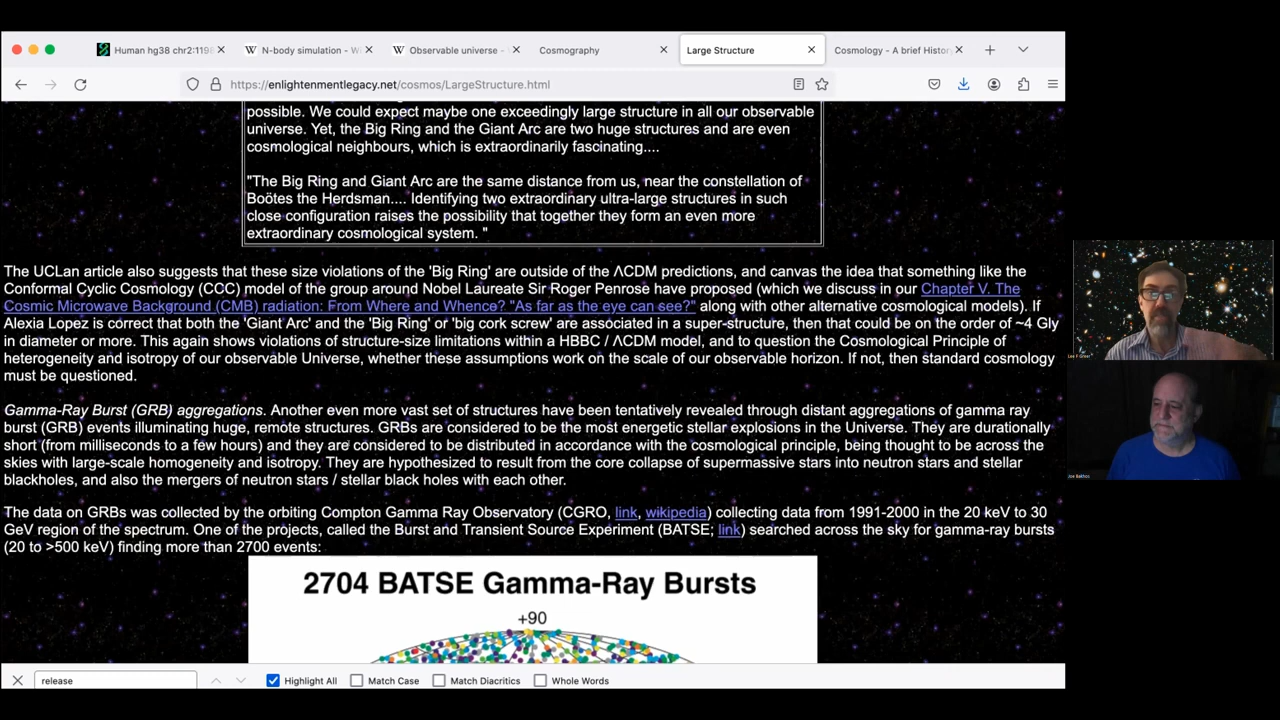 Human hg38 chr2:1198
N-body simulation - Wi
Observable universe -
Cosmography
Large Structure
Cosmology - A brief Histor
https://enlightenmentlegacy.net/cosmos/LargeStructure.html
possible. We could expect maybe one exceedingly large structure in all our observable
universe. Yet, the Big Ring and the Giant Arc are two huge structures and are even
cosmological neighbours, which is extraordinarily fascinating....
"The Big Ring and Giant Arc are the same distance from us, near the constellation of
Boötes the Herdsman.... Identifying two extraordinary ultra-large structures in such
close configuration raises the possibility that together they form an even more
extraordinary cosmological system. "
The UCLan article also suggests that these size violations of the 'Big Ring' are outside of the ΛCDM predictions, and canvas the idea that something like the
Conformal Cyclic Cosmology (CCC) model of the group around Nobel Laureate Sir Roger Penrose have proposed (which we discuss in our Chapter V. The
Cosmic Microwave Background (CMB) radiation: From Where and Whence? "As far as the eye can see?" along with other alternative cosmological models). If
Alexia Lopez is correct that both the 'Giant Arc' and the 'Big Ring' or 'big cork screw' are associated in a super-structure, then that could be on the order of ~4 Gly
in diameter or more. This again shows violations of structure-size limitations within a HBBC / ΛCDM model, and to question the Cosmological Principle of
heterogeneity and isotropy of our observable Universe, whether these assumptions work on the scale of our observable horizon. If not, then standard cosmology
must be questioned.
Gamma-Ray Burst (GRB) aggregations. Another even more vast set of structures have been tentatively revealed through distant aggregations of gamma ray
burst (GRB) events illuminating huge, remote structures. GRBs are considered to be the most energetic stellar explosions in the Universe. They are durationally
short (from milliseconds to a few hours) and they are considered to be distributed in accordance with the cosmological principle, being thought to be across the
skies with large-scale homogeneity and isotropy. They are hypothesized to result from the core collapse of supermassive stars into neutron stars and stellar
blackholes, and also the mergers of neutron stars / stellar black holes with each other.
The data on GRBs was collected by the orbiting Compton Gamma Ray Observatory (CGRO, link, wikipedia) collecting data from 1991-2000 in the 20 keV to 30
GeV region of the spectrum. One of the projects, called the Burst and Transient Source Experiment (BATSE; link) searched across the sky for gamma-ray bursts
(20 to >500 keV) finding more than 2700 events:
2704 BATSE Gamma-Ray Bursts
+90
release
Highlight All
Match Case
Match Diacritics
Whole Words
Lee F Greer
Joe Bakhos